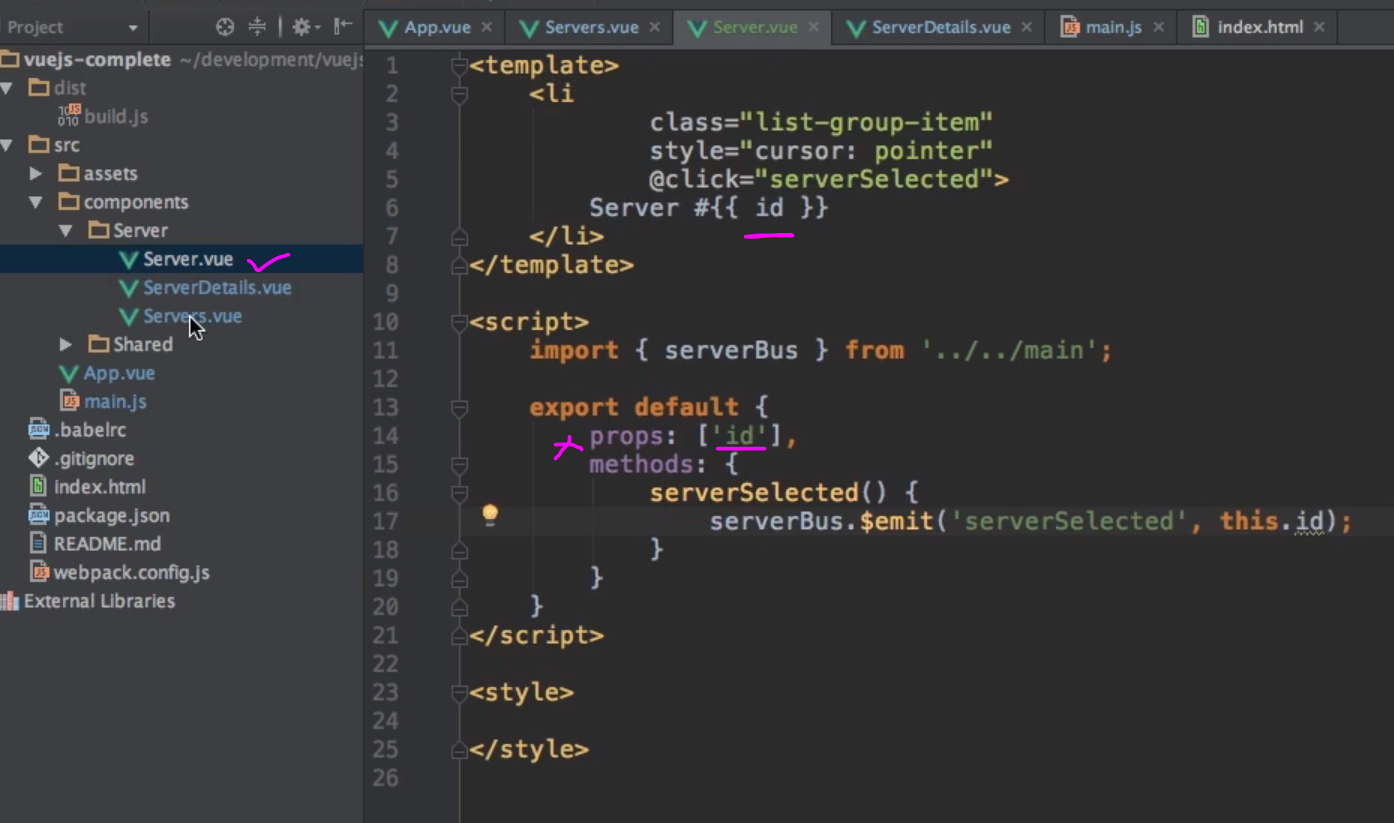 Project
App.vue
Servers.vue
Server.vue
ServerDetails.vue
main.js
index.html
vuejs-complete ~/development/vuejs
dist
build.js
src
assets
components
Server
Server.vue
ServerDetails.vue
Servers.vue
Shared
App.vue
main.js
.babelrc
.gitignore
index.html
package.json
README.md
webpack.config.js
External Libraries
1 <template>
2 <li
3 class="list-group-item"
4 style="cursor: pointer"
5 @click="serverSelected">
6 Server #{{ id }}
7 </li>
8 </template>
9
10 <script>
11 import { serverBus } from '../../main';
12
13 export default {
14 props: ['id'],
15 methods: {
16 serverSelected() {
17 serverBus.$emit('serverSelected', this.id);
18 }
19 }
20 }
21 </script>
22
23 <style>
24
25 </style>
26